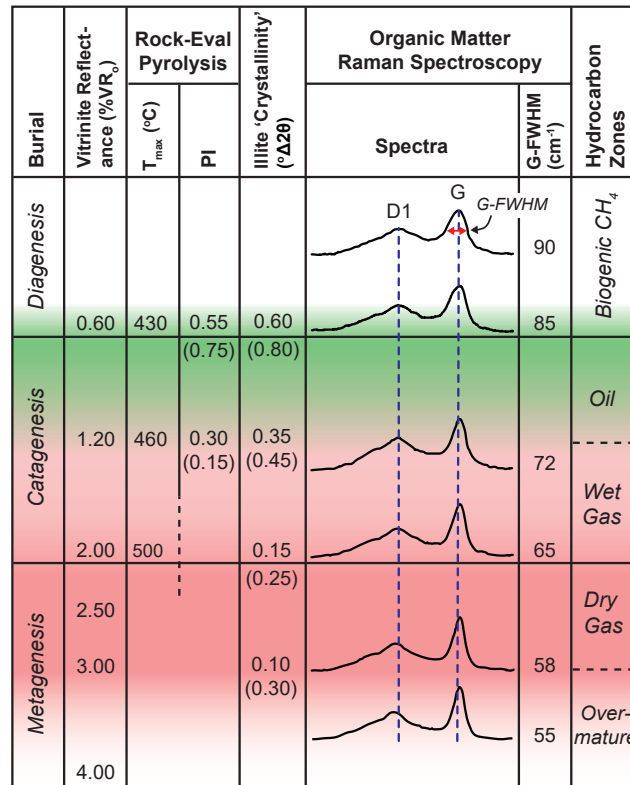 Burial
Vitrinite Reflect-
ance (%VRo)
Rock-Eval
Pyrolysis
Tmax (°C)
PI
Illite 'Crystallinity'
(°Δ2θ)
Organic Matter
Raman Spectroscopy
Spectra
G-FWHM
(cm-1)
Hydrocarbon
Zones
Diagenesis
D1
G
G-FWHM
90
Biogenic CH4
0.60 430 0.55 0.60 85
Catagenesis
(0.75) (0.80)
Oil
1.20 460 0.30 0.35
(0.15) (0.45) 72
Wet
Gas
2.00 500 0.15 65
Metagenesis
(0.25)
2.50
Dry
Gas
3.00 0.10 58
(0.30)
Over-
mature
55
4.00